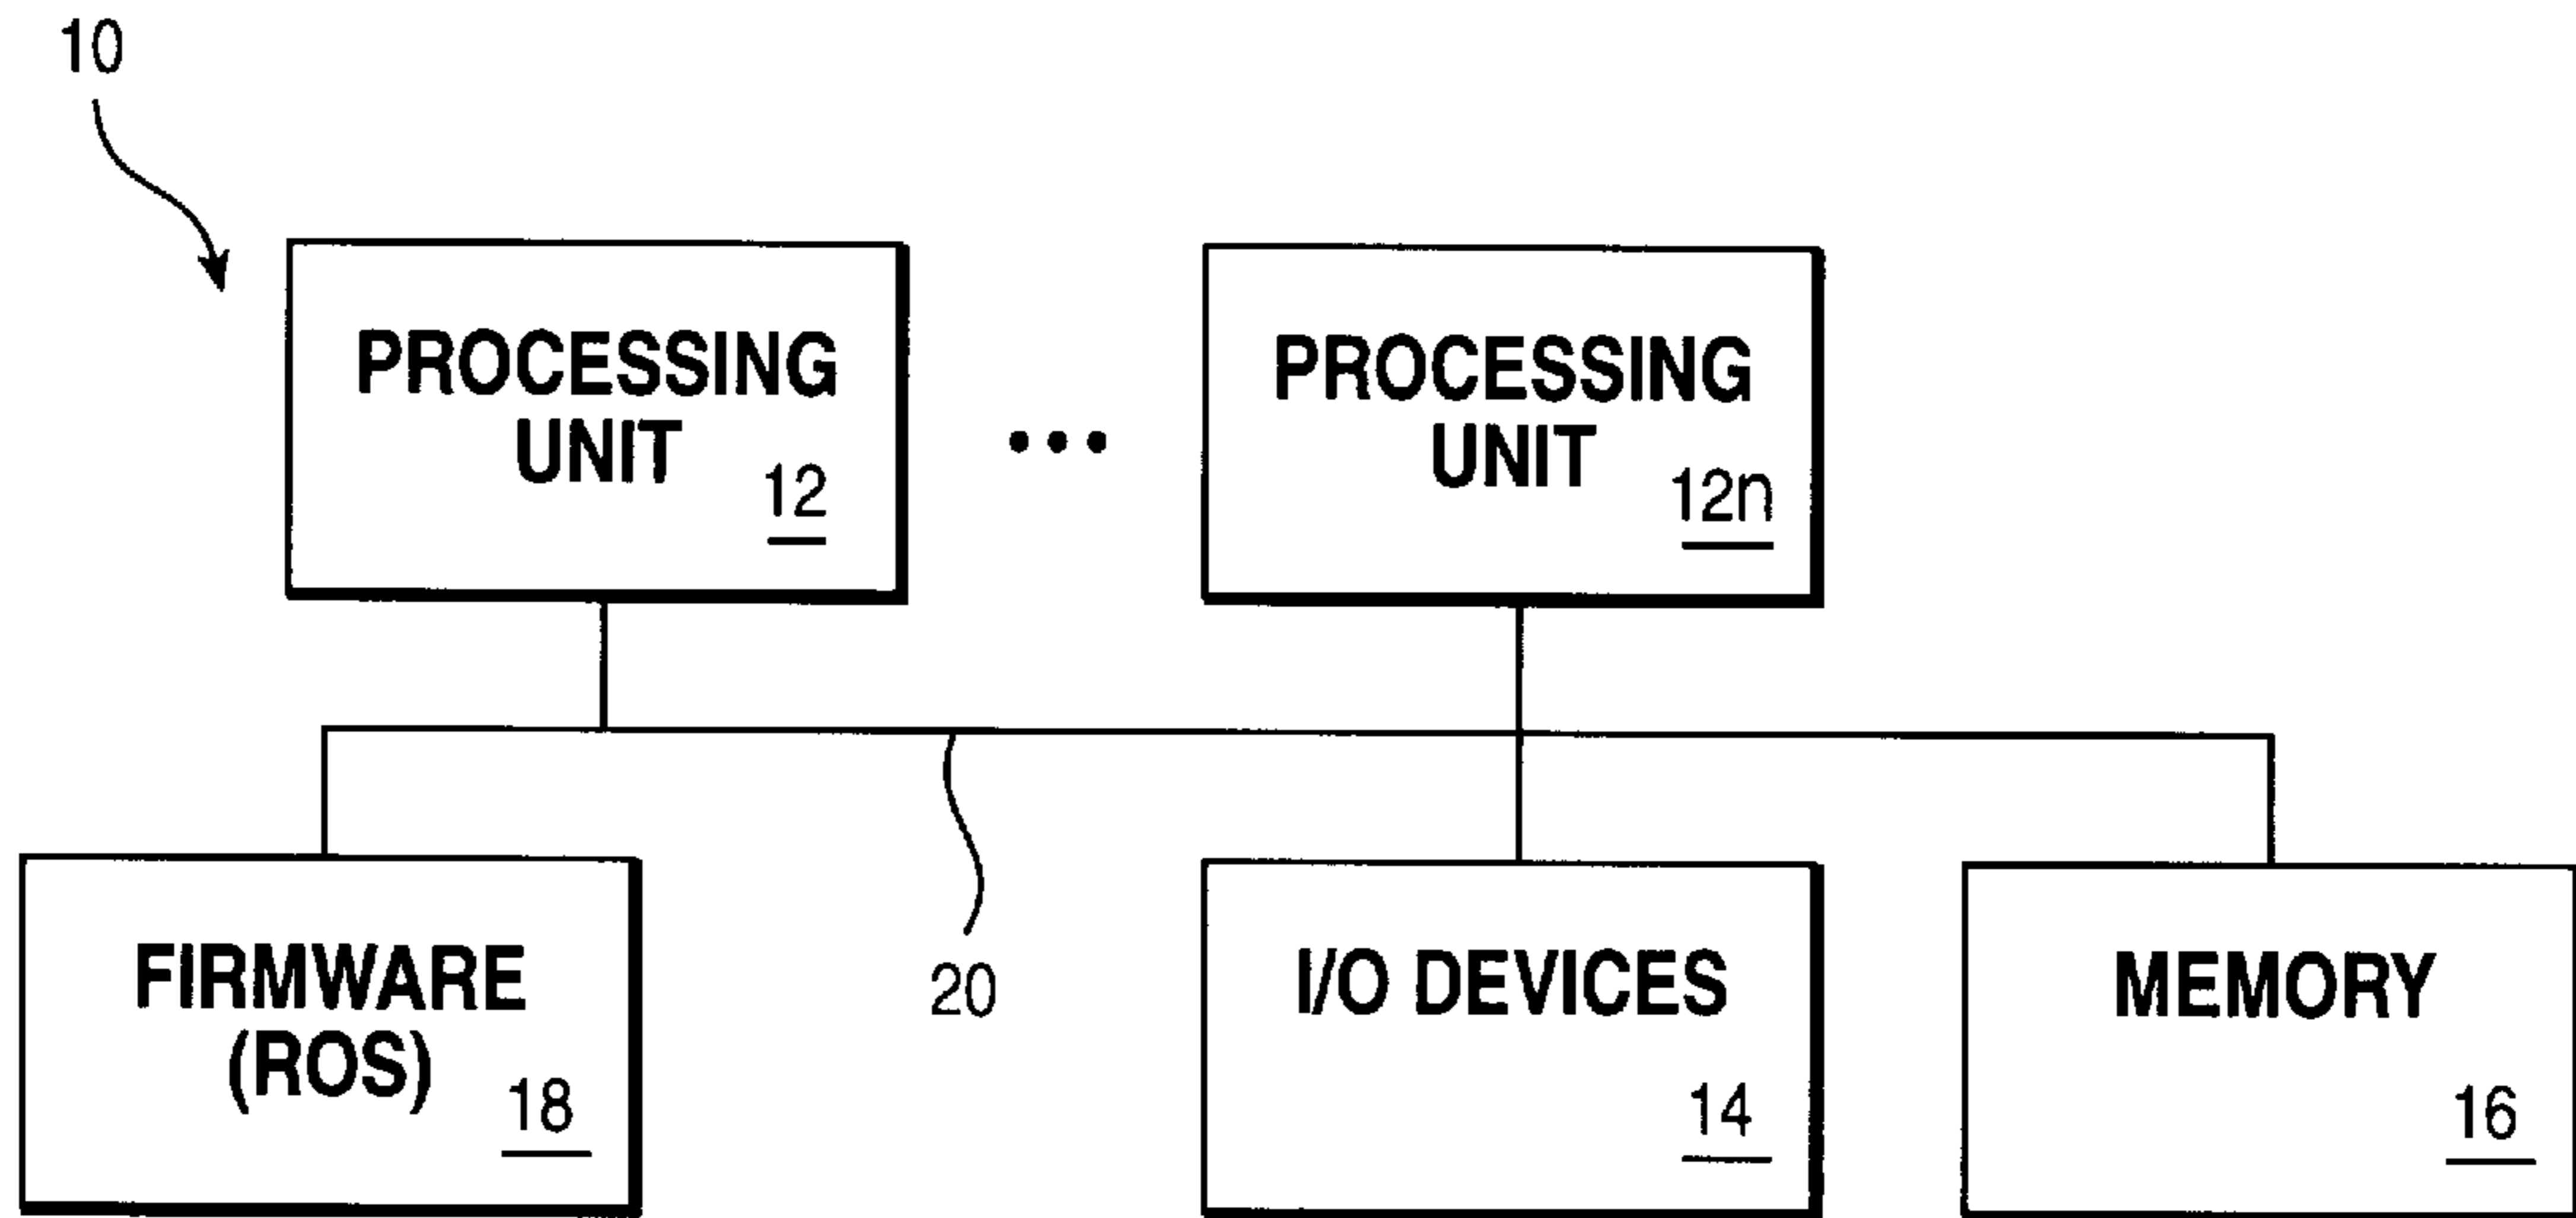 10
PROCESSING
UNIT
12
•••
PROCESSING
UNIT
12n
20
FIRMWARE
(ROS)
18
I/O DEVICES
14
MEMORY
16